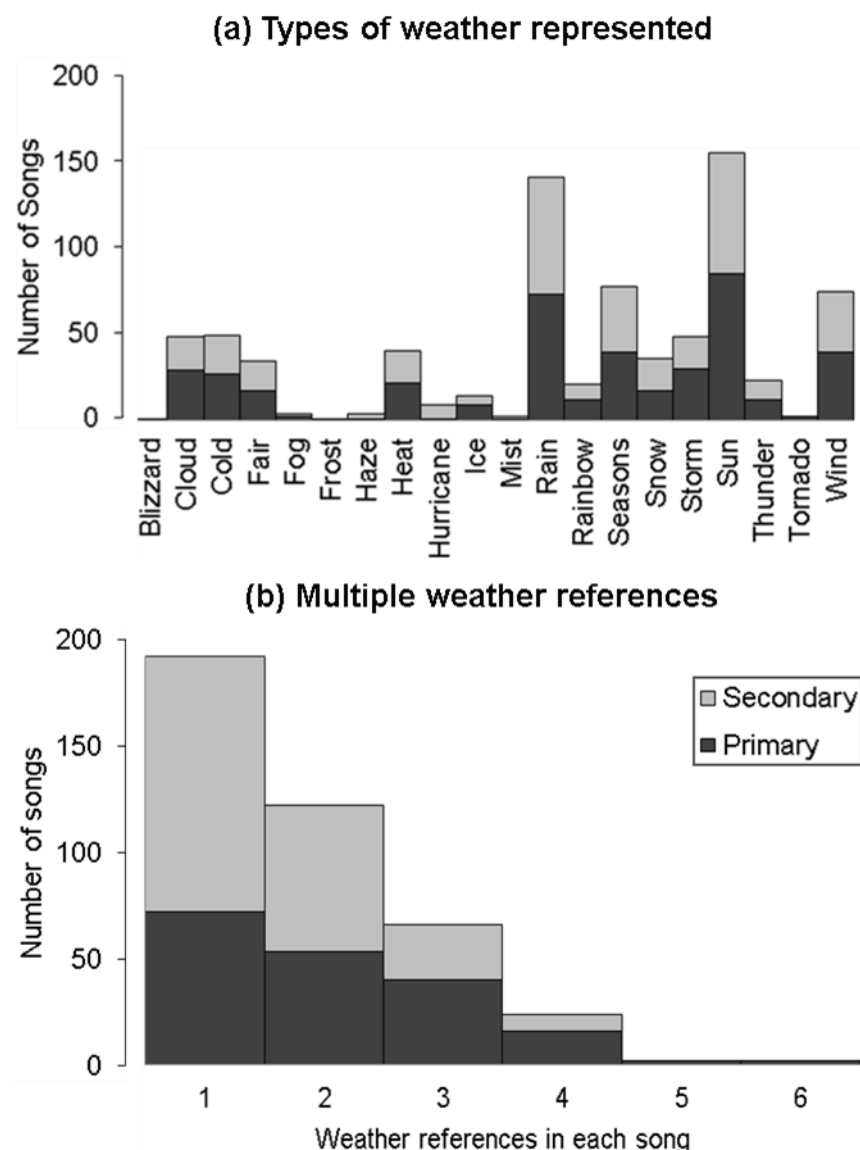 (a) Types of weather represented
200
150
100
50
0
Number of Songs
Blizzard
Cloud
Cold
Fair
Fog
Frost
Haze
Heat
Hurricane
Ice
Mist
Rain
Rainbow
Seasons
Snow
Storm
Sun
Thunder
Tornado
Wind
(b) Multiple weather references
200
150
100
50
0
Number of songs
Secondary
Primary
1 2 3 4 5 6
Weather references in each song